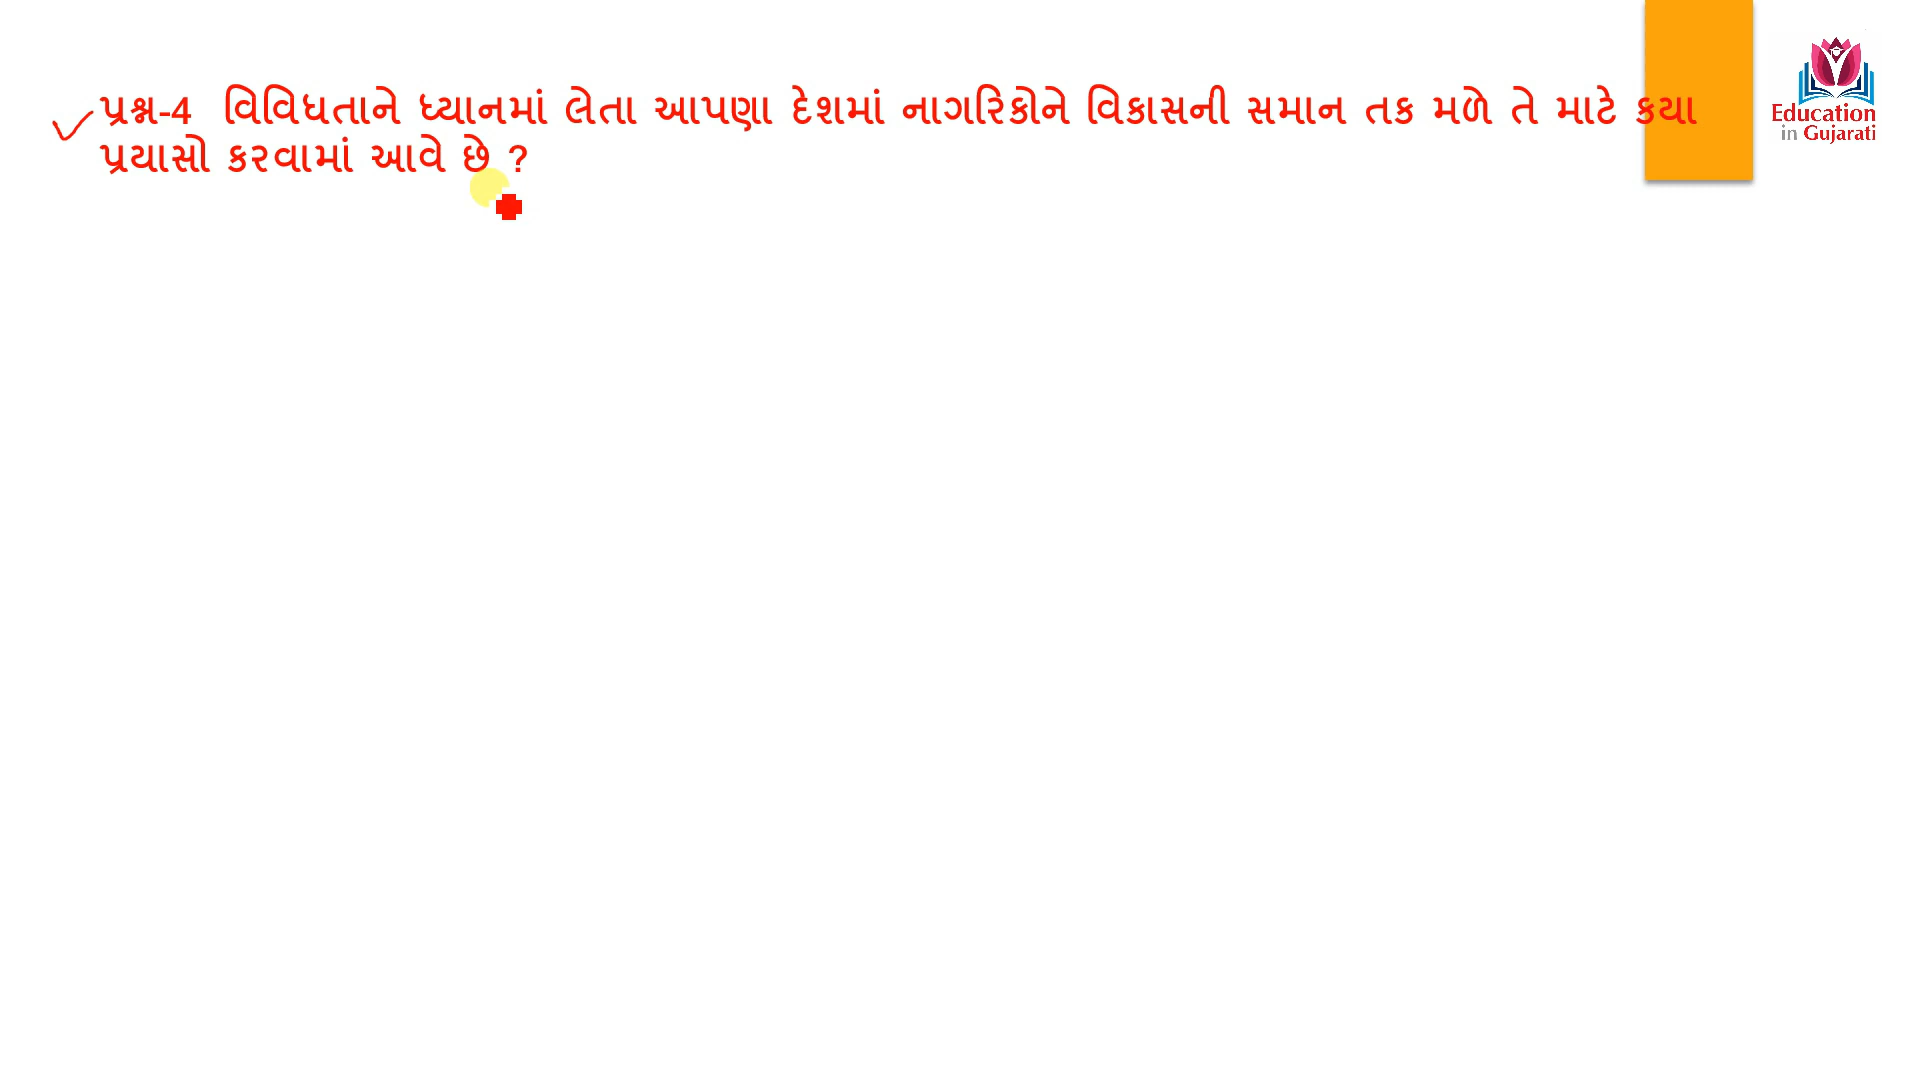 પ્રશ્ન-4 વિવિધતાને ધ્યાનમાં લેતા આપણા દેશમાં નાગરિકોને વિકાસની સમાન તક મળે તે માટે કયા
પ્રયાસો કરવામાં આવે છે ?
Education
in Gujarati